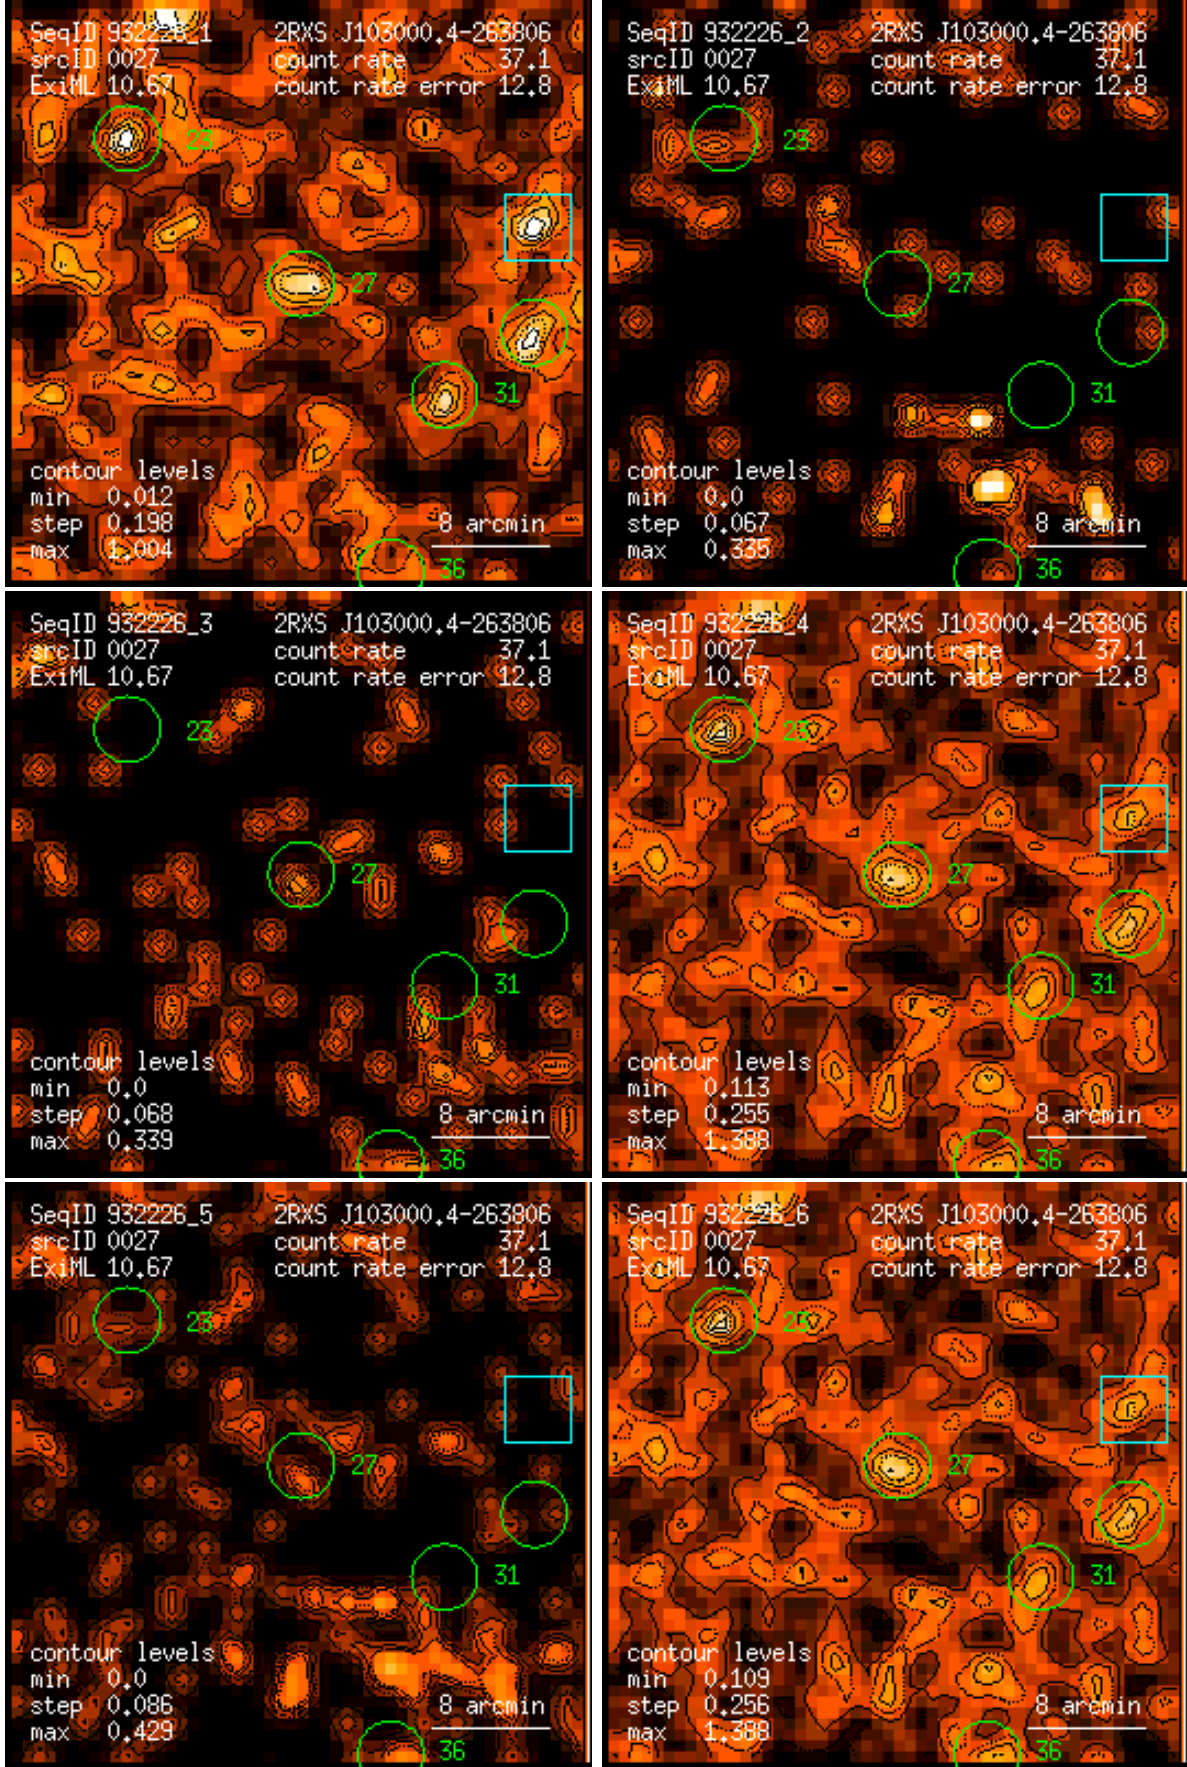 SeqID 932226_1 2RXS J103000.4-263806
srcID 0027 count rate 37.1
ExiML 10.67 count rate error 12.8
23
27
31
contour levels
min 0.012
step 0.198 8 arcmin
max 1.004
36
SeqID 932226_2 2RXS J103000.4-263806
srcID 0027 count rate 37.1
ExiML 10.67 count rate error 12.8
23
27
31
contour levels
min 0.0
step 0.067 8 arcmin
max 0.335
36
SeqID 932226_3 2RXS J103000.4-263806
srcID 0027 count rate 37.1
ExiML 10.67 count rate error 12.8
23
27
31
contour levels
min 0.0
step 0.068 8 arcmin
max 0.339
36
SeqID 932226_4 2RXS J103000.4-263806
srcID 0027 count rate 37.1
ExiML 10.67 count rate error 12.8
23
27
31
contour levels
min 0.113
step 0.255 8 arcmin
max 1.388
36
SeqID 932226_5 2RXS J103000.4-263806
srcID 0027 count rate 37.1
ExiML 10.67 count rate error 12.8
23
27
31
contour levels
min 0.0
step 0.086 8 arcmin
max 0.429
36
SeqID 932226_6 2RXS J103000.4-263806
srcID 0027 count rate 37.1
ExiML 10.67 count rate error 12.8
23
27
31
contour levels
min 0.109
step 0.256 8 arcmin
max 1.388
36